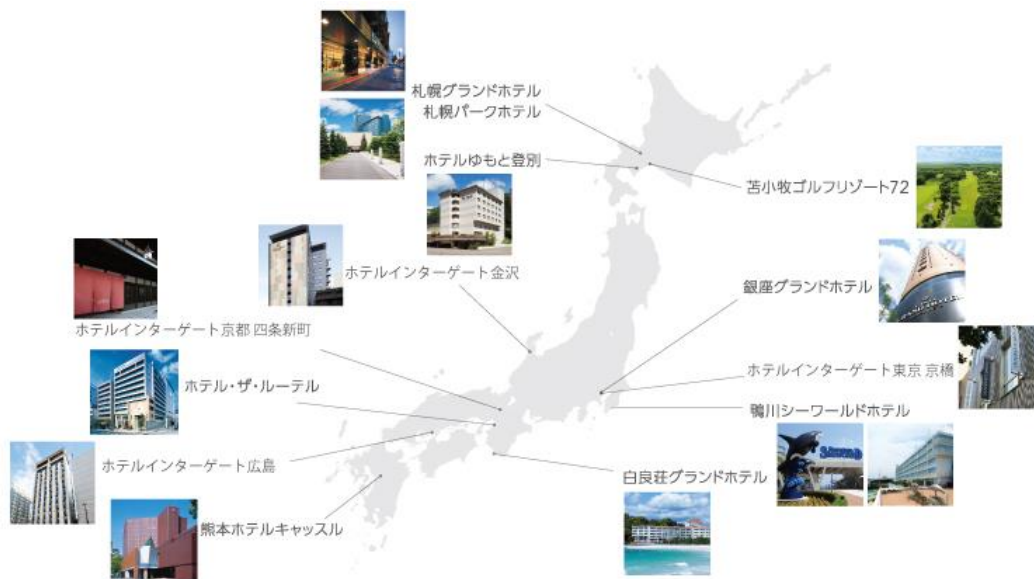 札幌グランドホテル
札幌パークホテル
ホテルゆもと登別
苫小牧ゴルフリゾート72
ホテルインターゲート金沢
銀座グランドホテル
ホテルインターゲート京都 四条新町
ホテルインターゲート東京 京橋
ホテル・ザ・ルーテル
鴨川シーワールドホテル
ホテルインターゲート広島
白良荘グランドホテル
熊本ホテルキャッスル